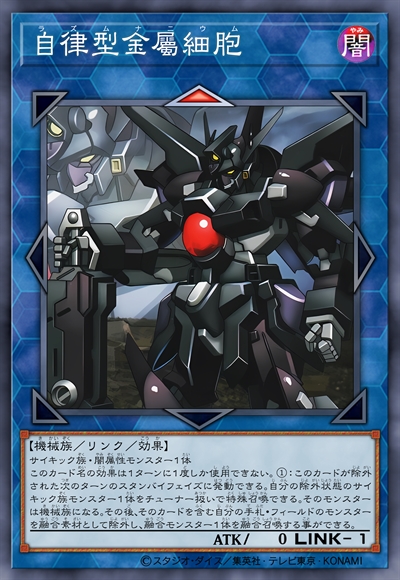 ラズムナニウム
自律型金屬細胞
やみ
闇
【機械族/リンク/効果】
サイキック族・闇属性モンスター1体
このカード名の効果は1ターンに1度しか使用できない。①:このカードが除外
された次のターンのスタンバイフェイズに発動できる。自分の除外状態のサイ
キック族モンスター1体をチューナー扱いで特殊召喚できる。そのモンスター
は機械族になる。その後、そのカードを含む自分の手札・フィールドのモンスター
を融合素材として除外し、融合モンスター1体を融合召喚する事ができる。
ATK/ 0 LINK-1
©スタジオ・ダイス/集英社・テレビ東京・KONAMI